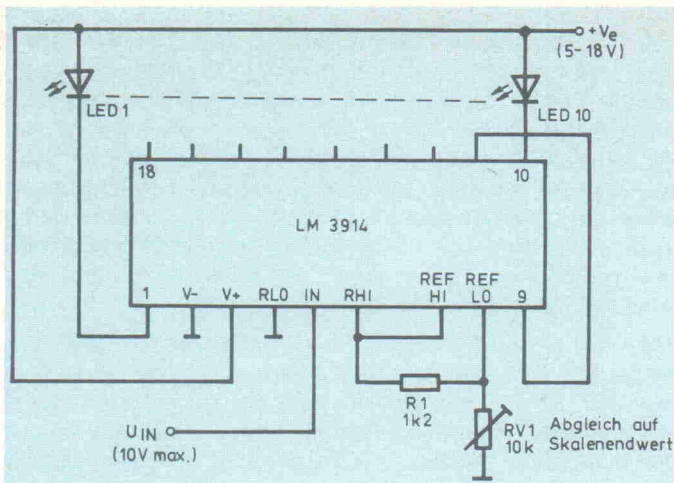 +Ve
(5-18V)
LED 1
LED 10
18
10
LM 3914
1
V-
V+
RLO
IN
RHI
REF
HI
REF
LO
9
R1
1k2
RV1
10k
Abgleich auf
Skalenendwert
UIN
(10V max.)